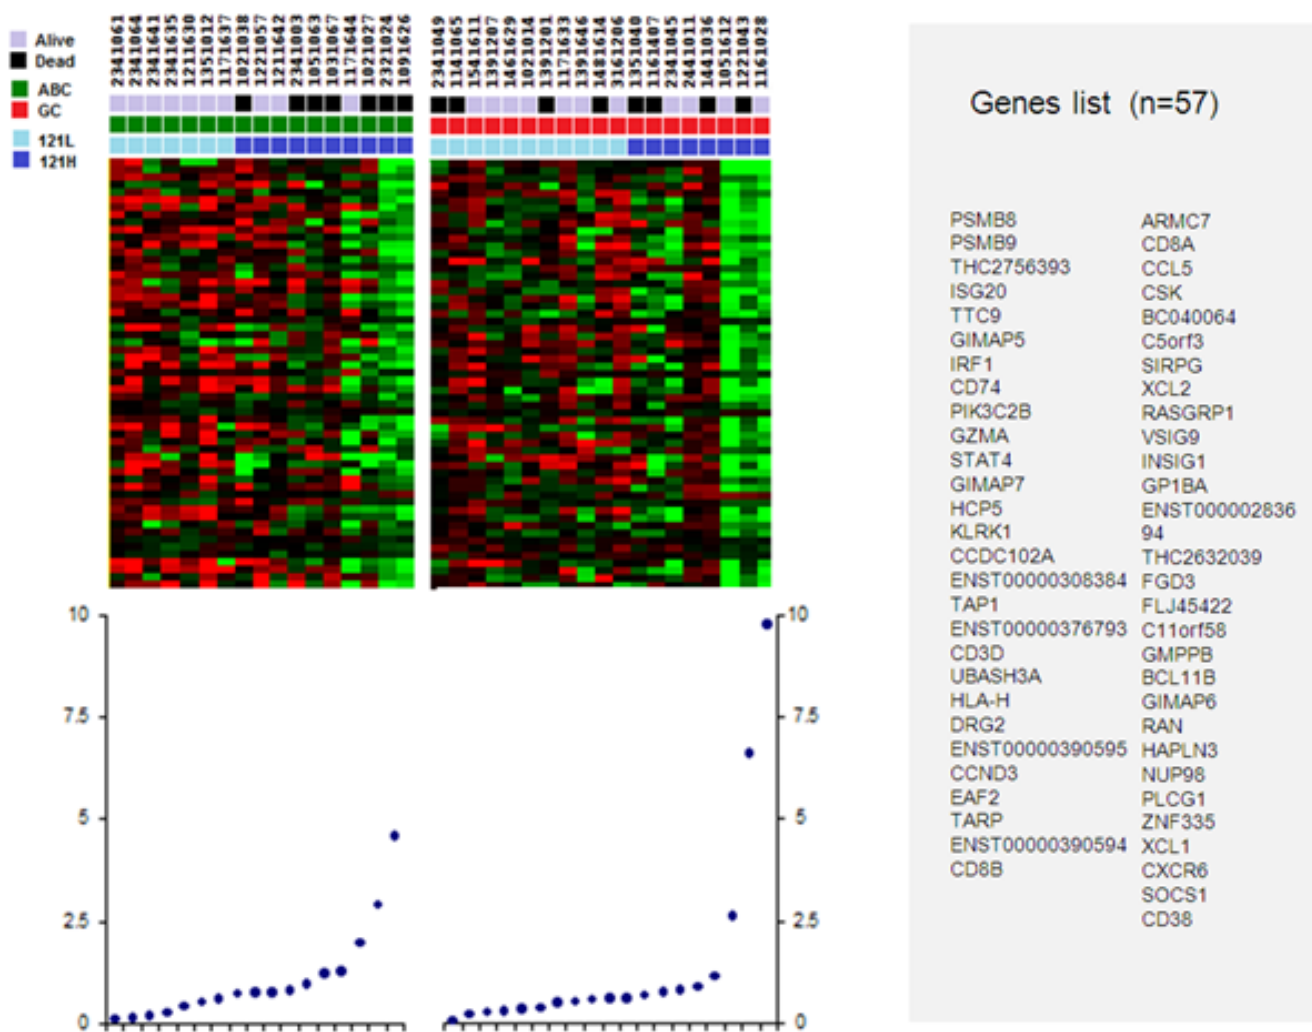 Alive
Dead
ABC
GC
121L
121H
2341061
2341064
2341641
2341635
1211630
1351012
1171637
1021038
1221057
1211642
2341003
1051063
1031067
1171644
1021027
2321024
1091626
2341049
1141065
1541611
1391207
1461629
1021014
1391201
1171633
1391646
1481614
3161206
1351040
1161407
2341045
2441011
1441036
1051612
1221043
1161028
10
7.5
5
2.5
0
10
7.5
5
2.5
0
Genes list (n=57)
PSMB8
PSMB9
THC2756393
ISG20
TTC9
GIMAP5
IRF1
CD74
PIK3C2B
GZMA
STAT4
GIMAP7
HCP5
KLRK1
CCDC102A
ENST00000308384
TAP1
ENST00000376793
CD3D
UBASH3A
HLA-H
DRG2
ENST00000390595
CCND3
EAF2
TARP
ENST00000390594
CD8B
ARMC7
CD8A
CCL5
CSK
BC040064
C5orf3
SIRPG
XCL2
RASGRP1
VSIG9
INSIG1
GP1BA
ENST000002836
94
THC2632039
FGD3
FLJ45422
C11orf58
GMPPB
BCL11B
GIMAP6
RAN
HAPLN3
NUP98
PLCG1
ZNF335
XCL1
CXCR6
SOCS1
CD38